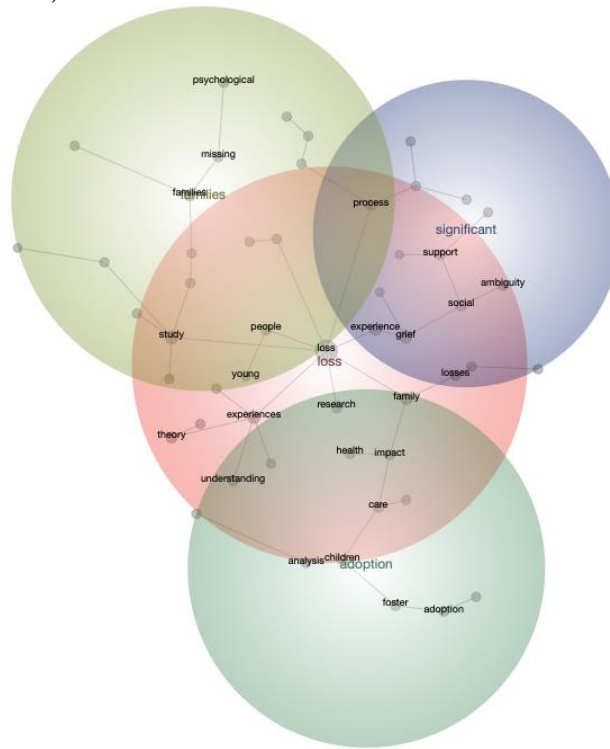 )
psychological
missing
families
families
process
significant
support
ambiguity
social
people
experience
grief
study
loss
loss
young
losses
research
family
experiences
theory
health
impact
understanding
care
analysis
children
adoption
foster
adoption